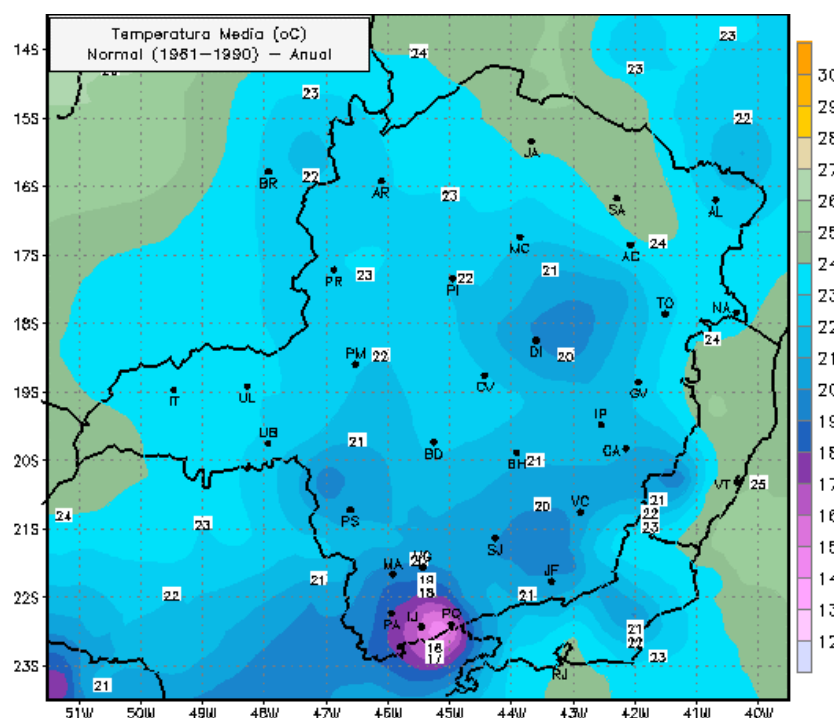 Temperatura Media (oC)
Normal (1961–1990) – Anual
14S
15S
16S
17S
18S
19S
20S
21S
22S
23S
51W
50W
49W
48W
47W
46W
45W
44W
43W
42W
41W
40W
30
29
28
27
26
25
24
23
22
21
20
19
18
17
16
15
14
13
12
24
23
23
23
22
JA
BR
22
AR
23
SA
AL
MC
24
AC
21
PR
23
PI
22
TO
NA
24
DI
20
PM
22
IT
UL
CV
GV
UB
21
BD
BH
21
IP
CA
VT
25
24
23
PS
20
VC
21
22
23
SJ
MA
19
18
JF
22
21
21
PA
IJ
PQ
16
17
21
22
23
RJ
21